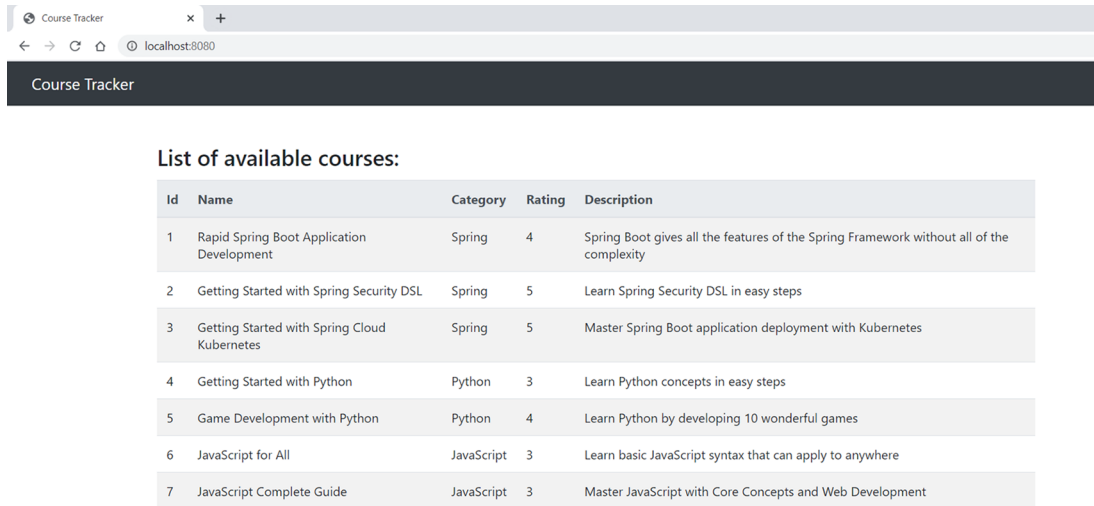 Course Tracker
localhost:8080
Course Tracker
List of available courses:
Id Name Category Rating Description
1 Rapid Spring Boot Application Spring 4 Spring Boot gives all the features of the Spring Framework without all of the
Development complexity
2 Getting Started with Spring Security DSL Spring 5 Learn Spring Security DSL in easy steps
3 Getting Started with Spring Cloud Spring 5 Master Spring Boot application deployment with Kubernetes
Kubernetes
4 Getting Started with Python Python 3 Learn Python concepts in easy steps
5 Game Development with Python Python 4 Learn Python by developing 10 wonderful games
6 JavaScript for All JavaScript 3 Learn basic JavaScript syntax that can apply to anywhere
7 JavaScript Complete Guide JavaScript 3 Master JavaScript with Core Concepts and Web Development